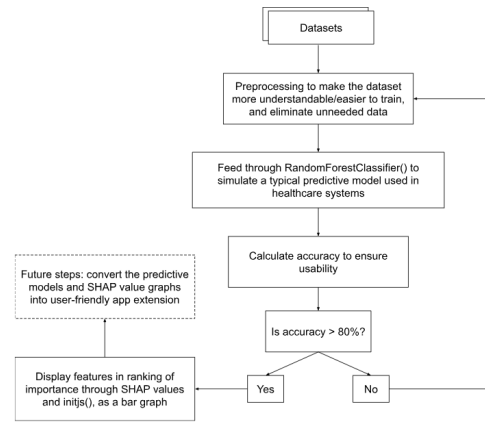 Datasets
Preprocessing to make the dataset
more understandable/easier to train,
and eliminate unneeded data
Feed through RandomForestClassifier() to
simulate a typical predictive model used in
healthcare systems
Calculate accuracy to ensure
usability
Future steps: convert the predictive
models and SHAP value graphs
into user-friendly app extension
Is accuracy > 80%?
Display features in ranking of
importance through SHAP values
and initjs(), as a bar graph
Yes
No